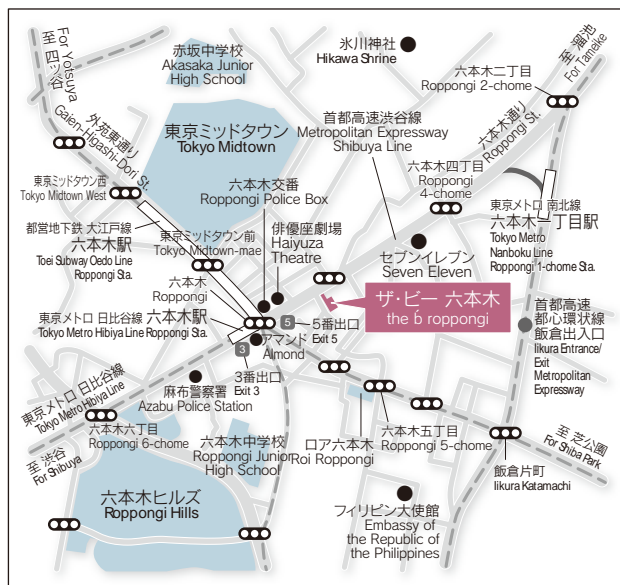 至 四ッ谷
For Yotsuya
赤坂中学校
Akasaka Junior
High School
氷川神社
Hikawa Shrine
至 溜池
For Tameike
六本木二丁目
Roppongi 2-chome
外苑東通り
Gaien-Higashi-Dori St.
東京ミッドタウン
Tokyo Midtown
首都高速渋谷線
Metropolitan Expressway
Shibuya Line
六本木通り
Roppongi St.
東京ミッドタウン西
Tokyo Midtown West
六本木交番
Roppongi Police Box
六本木四丁目
Roppongi
4-chome
都営地下鉄 大江戸線
六本木駅
Toei Subway Oedo Line
Roppongi Sta.
東京ミッドタウン前
Tokyo Midtown-mae
俳優座劇場
Haiyuza
Theatre
東京メトロ 南北線
六本木一丁目駅
Tokyo Metro
Nanboku Line
Roppongi 1-chome Sta.
セブンイレブン
Seven Eleven
六本木
Roppongi
ザ・ビー 六本木
the b́ roppongi
東京メトロ 日比谷線 六本木駅
Tokyo Metro Hibiya Line Roppongi Sta.
5
5番出口
Exit 5
首都高速
都心環状線
飯倉出入口
Iikura Entrance/
Exit
Metropolitan
Expressway
アマンド
Almond
3
3番出口
Exit 3
東京メトロ 日比谷線
Tokyo Metro Hibiya Line
麻布警察署
Azabu Police Station
六本木六丁目
Roppongi 6-chome
至 渋谷
For Shibuya
六本木中学校
Roppongi Junior
High School
ロア六本木
Roi Roppongi
六本木五丁目
Roppongi 5-chome
至 芝公園
For Shiba Park
飯倉片町
Iikura Katamachi
六本木ヒルズ
Roppongi Hills
フィリピン大使館
Embassy of
the Republic of
the Philippines